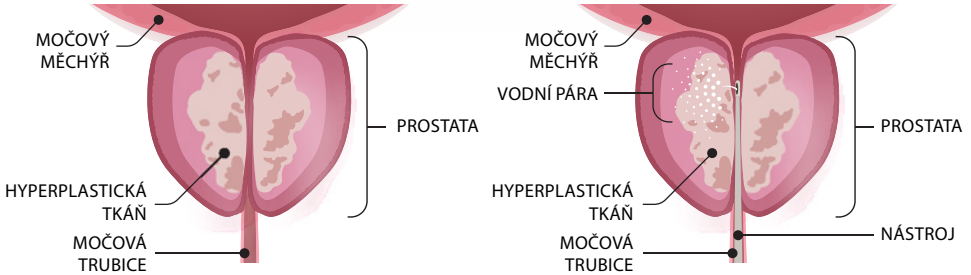 MOČOVÝ
MĚCHÝŘ
PROSTATA
HYPERPLASTICKÁ
TKÁŇ
MOČOVÁ
TRUBICE
MOČOVÝ
MĚCHÝŘ
VODNÍ PÁRA
PROSTATA
HYPERPLASTICKÁ
TKÁŇ
NÁSTROJ
MOČOVÁ
TRUBICE